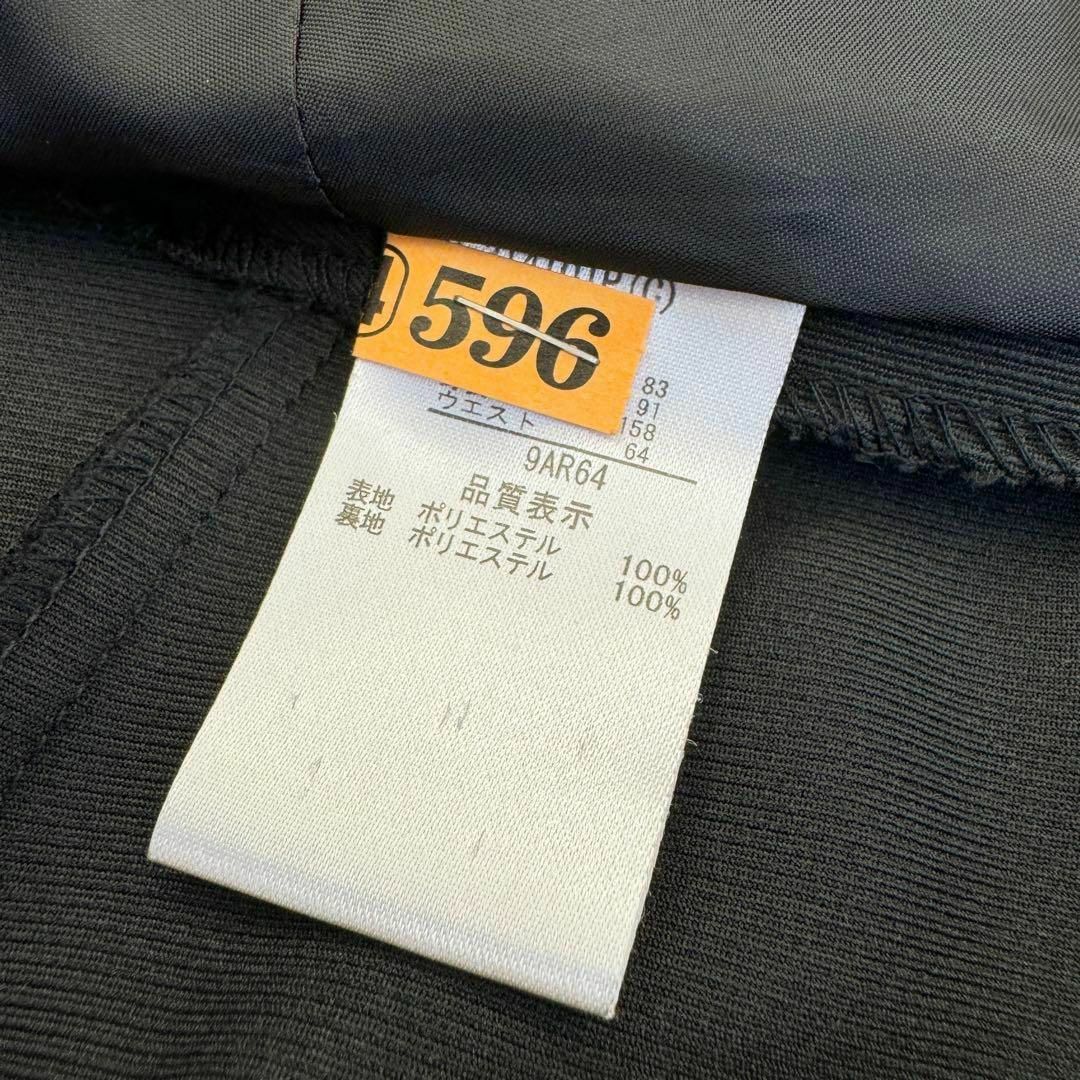 4 596
(C)
83
91
158
ウエスト 64
9AR64
品質表示
表地 ポリエステル 100%
裏地 ポリエステル 100%